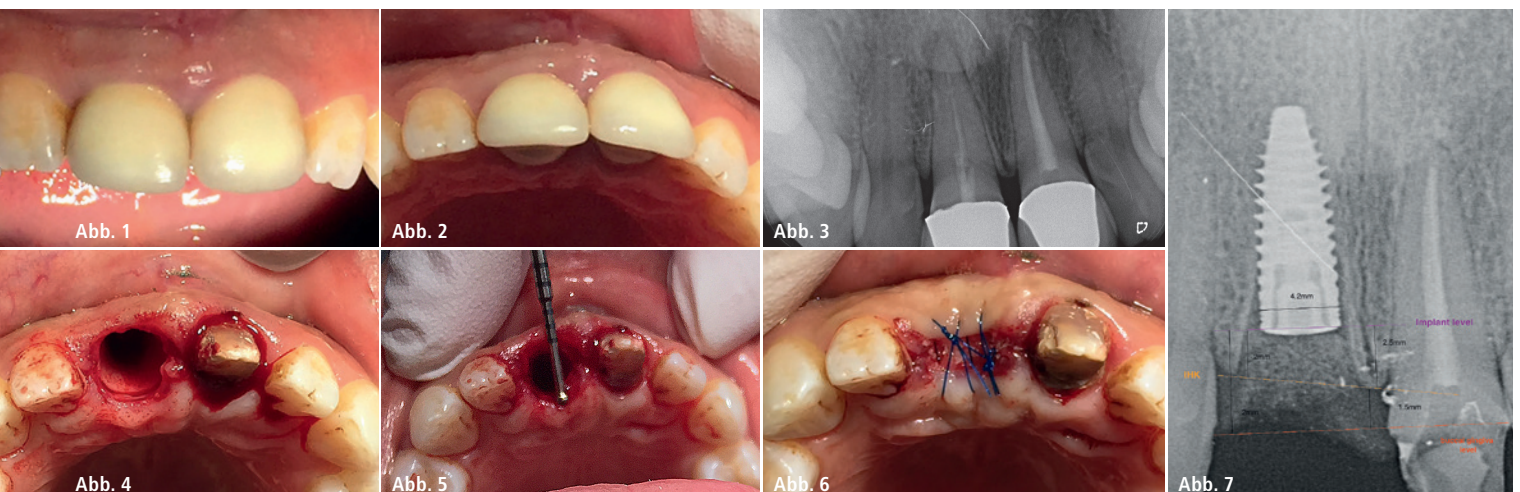 Abb. 1
Abb. 2
Abb. 3
Abb. 4
Abb. 5
Abb. 6
4.2mm
Implant level
2.5mm
2mm
1.5mm
Abb. 7